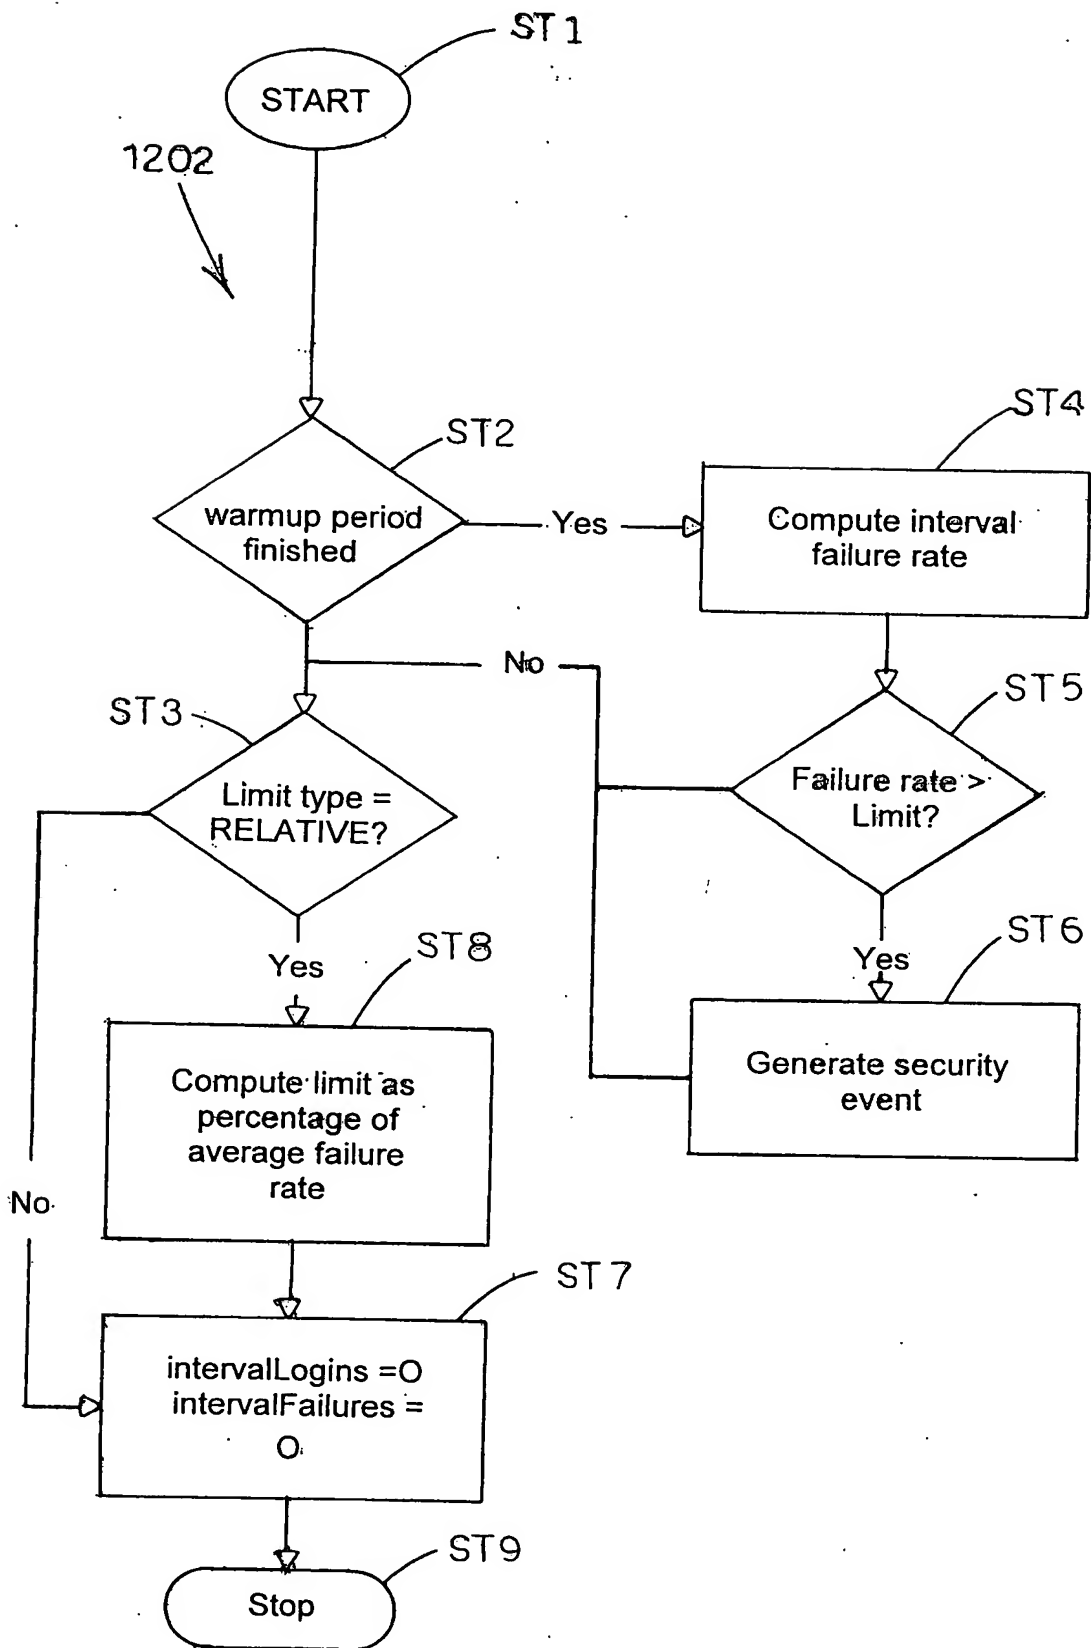 ST1
START
1202
ST2
warmup period
finished
Yes
ST4
Compute interval
failure rate
No
ST3
Limit type =
RELATIVE?
ST5
Failure rate >
Limit?
Yes
ST8
Yes
ST6
Compute limit as
percentage of
average failure
rate
Generate security
event
No
ST7
intervalLogins =0
intervalFailures =
0
ST9
Stop